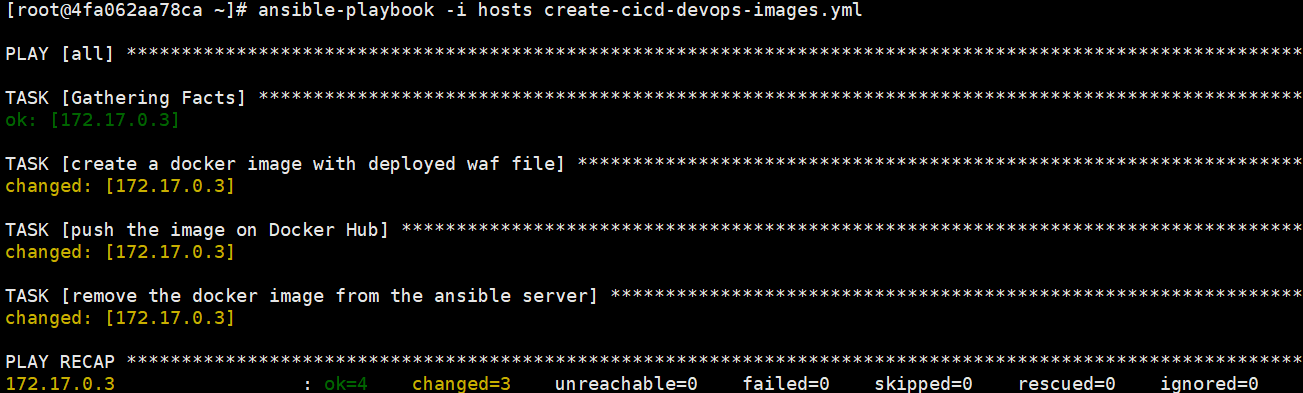 [root@4fa062aa78ca ~]# ansible-playbook -i hosts create-cicd-devops-images.yml
PLAY [all] ***********************************************************************************************************
TASK [Gathering Facts] ***********************************************************************************************
ok: [172.17.0.3]
TASK [create a docker image with deployed waf file] ******************************************************************
changed: [172.17.0.3]
TASK [push the image on Docker Hub] **********************************************************************************
changed: [172.17.0.3]
TASK [remove the docker image from the ansible server] ***************************************************************
changed: [172.17.0.3]
PLAY RECAP ***********************************************************************************************************
172.17.0.3                 : ok=4    changed=3    unreachable=0    failed=0    skipped=0    rescued=0    ignored=0